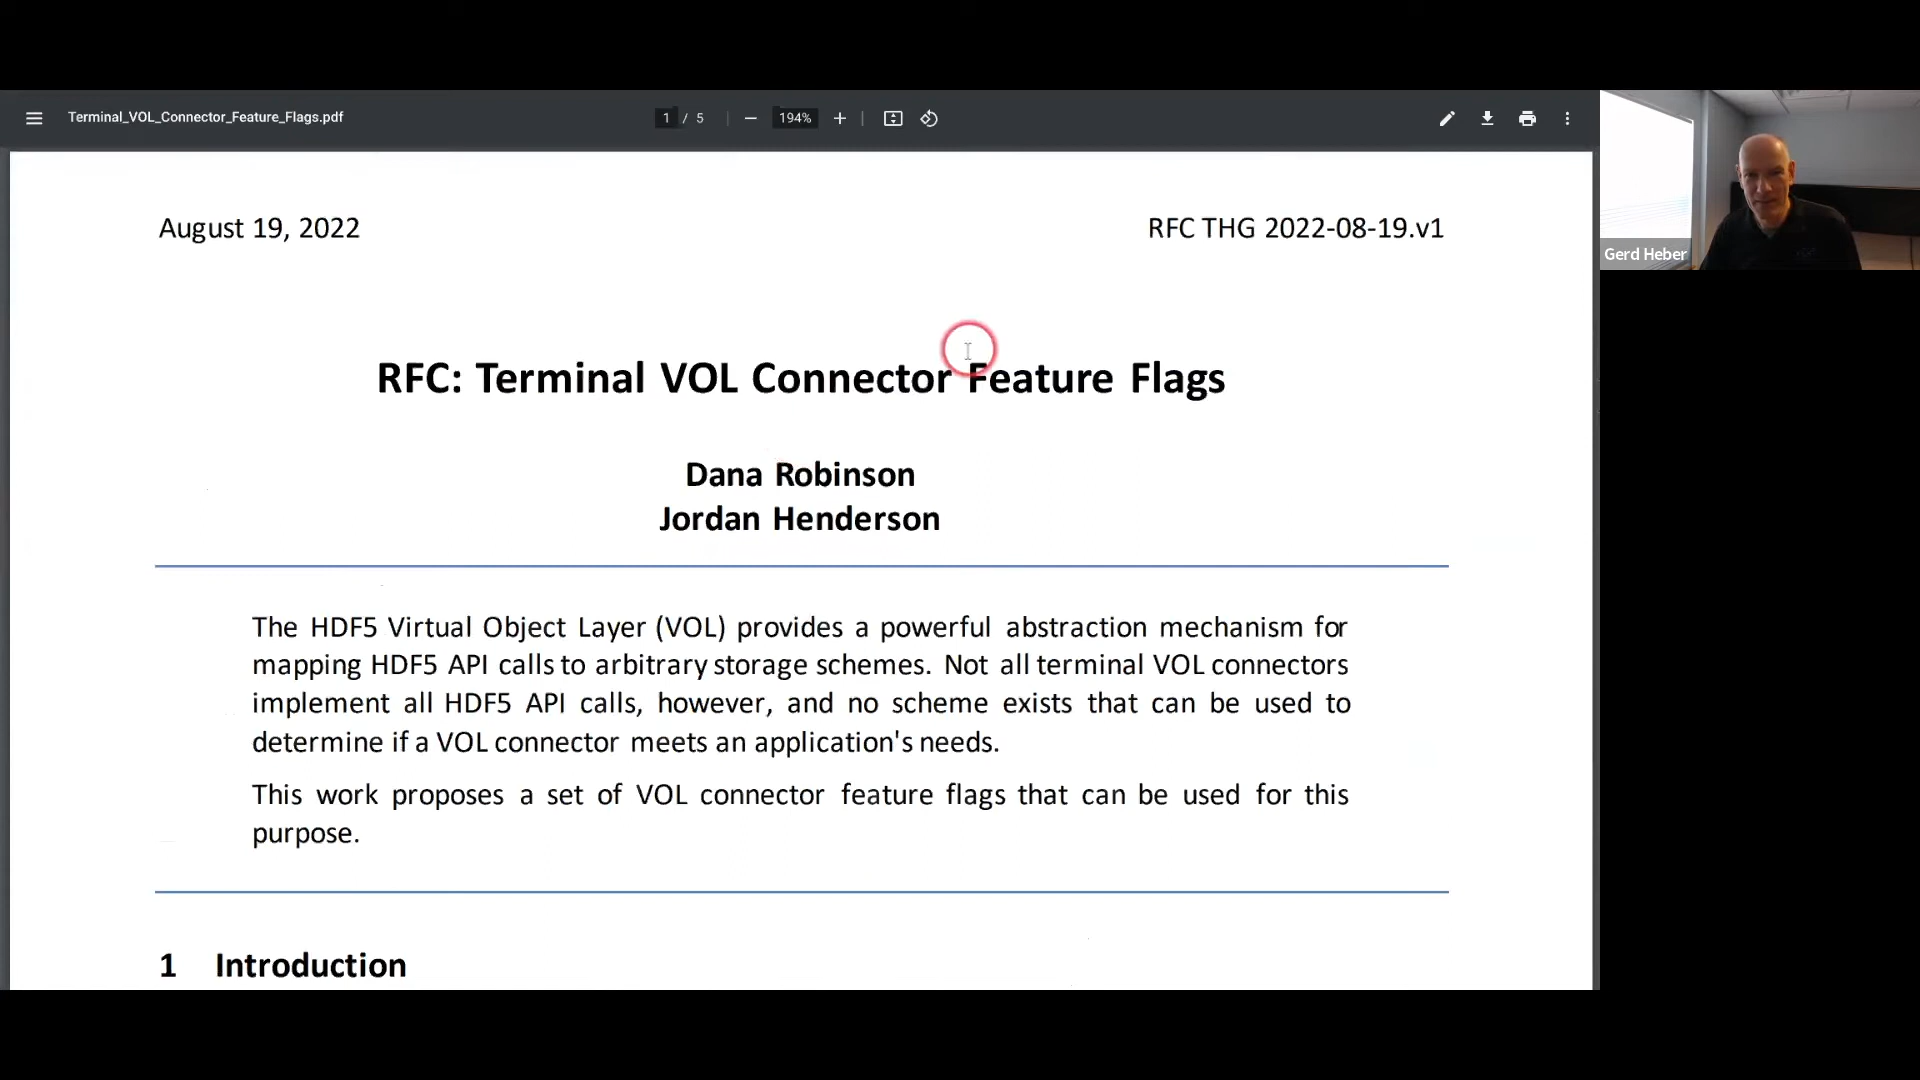 Terminal_VOL_Connector_Feature_Flags.pdf
1 / 5
194%
August 19, 2022
RFC THG 2022-08-19.v1
Gerd Heber
RFC: Terminal VOL Connector Feature Flags
Dana Robinson
Jordan Henderson
The HDF5 Virtual Object Layer (VOL) provides a powerful abstraction mechanism for
mapping HDF5 API calls to arbitrary storage schemes. Not all terminal VOL connectors
implement all HDF5 API calls, however, and no scheme exists that can be used to
determine if a VOL connector meets an application's needs.
This work proposes a set of VOL connector feature flags that can be used for this
purpose.
1 Introduction